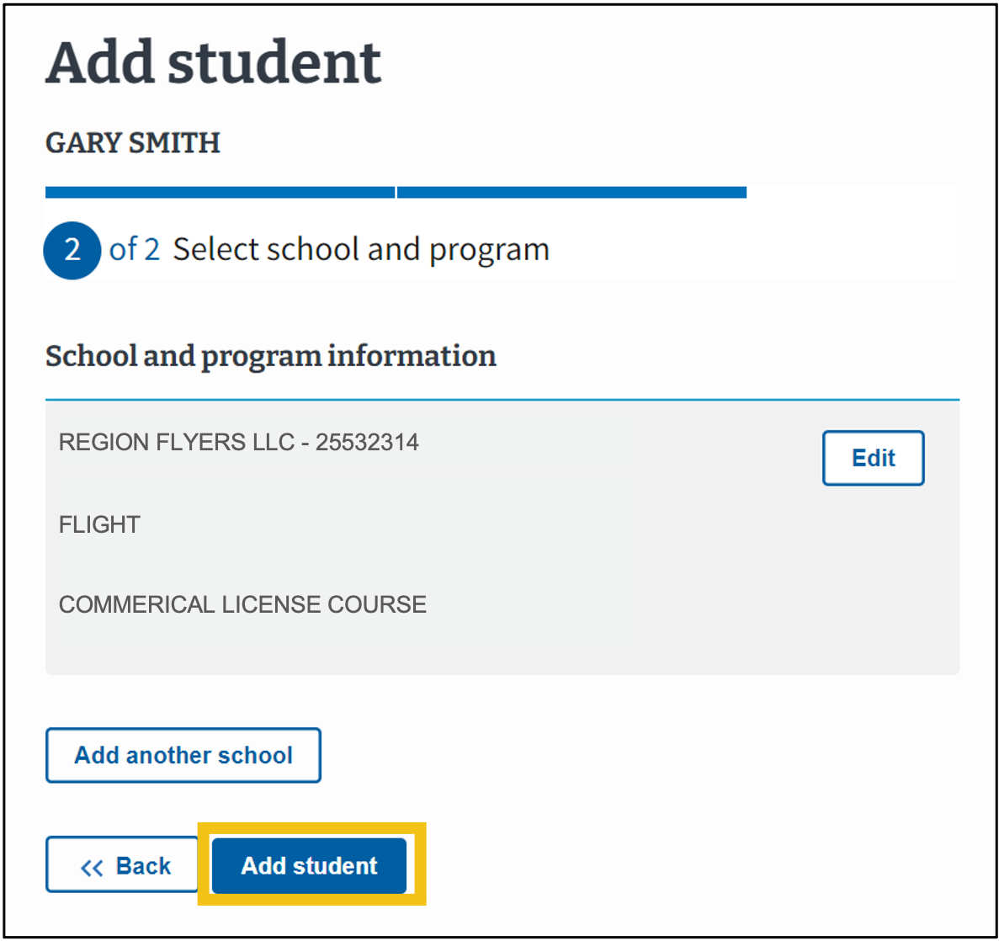 Add student
GARY SMITH
2 of 2 Select school and program
School and program information
REGION FLYERS LLC - 25532314
Edit
FLIGHT
COMMERICAL LICENSE COURSE
Add another school
Back
Add student